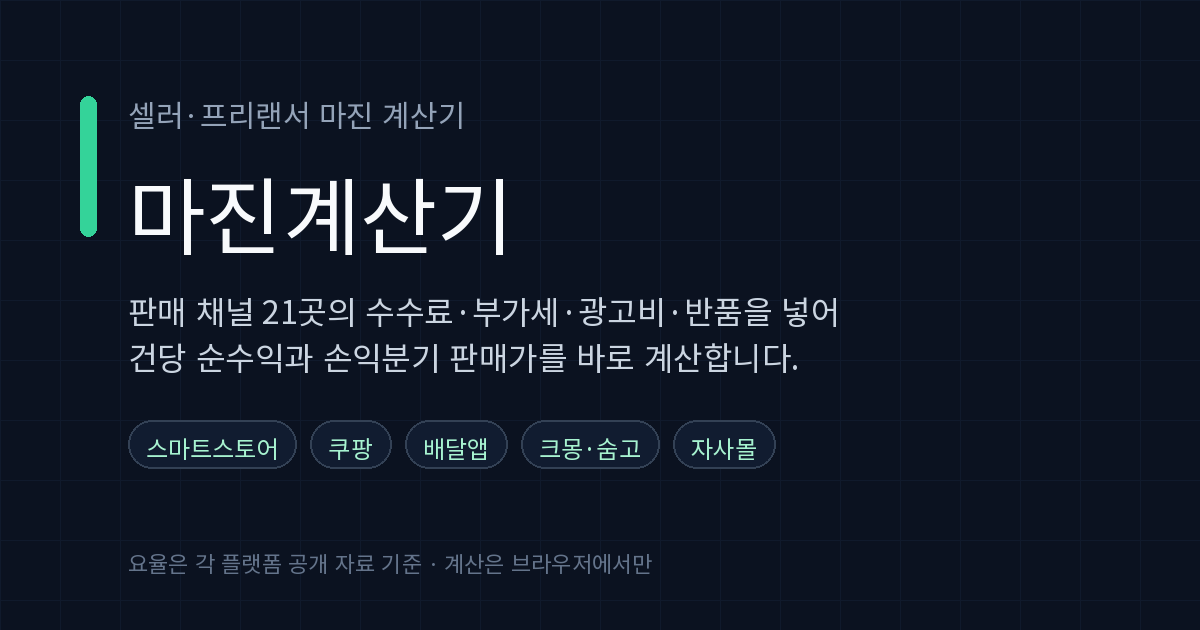 셀러·프리랜서 마진 계산기
마진계산기
판매 채널 21곳의 수수료·부가세·광고비·반품을 넣어
건당 순수익과 손익분기 판매가를 바로 계산합니다.
스마트스토어 쿠팡 배달앱 크몽·숨고 자사몰
요율은 각 플랫폼 공개 자료 기준 · 계산은 브라우저에서만